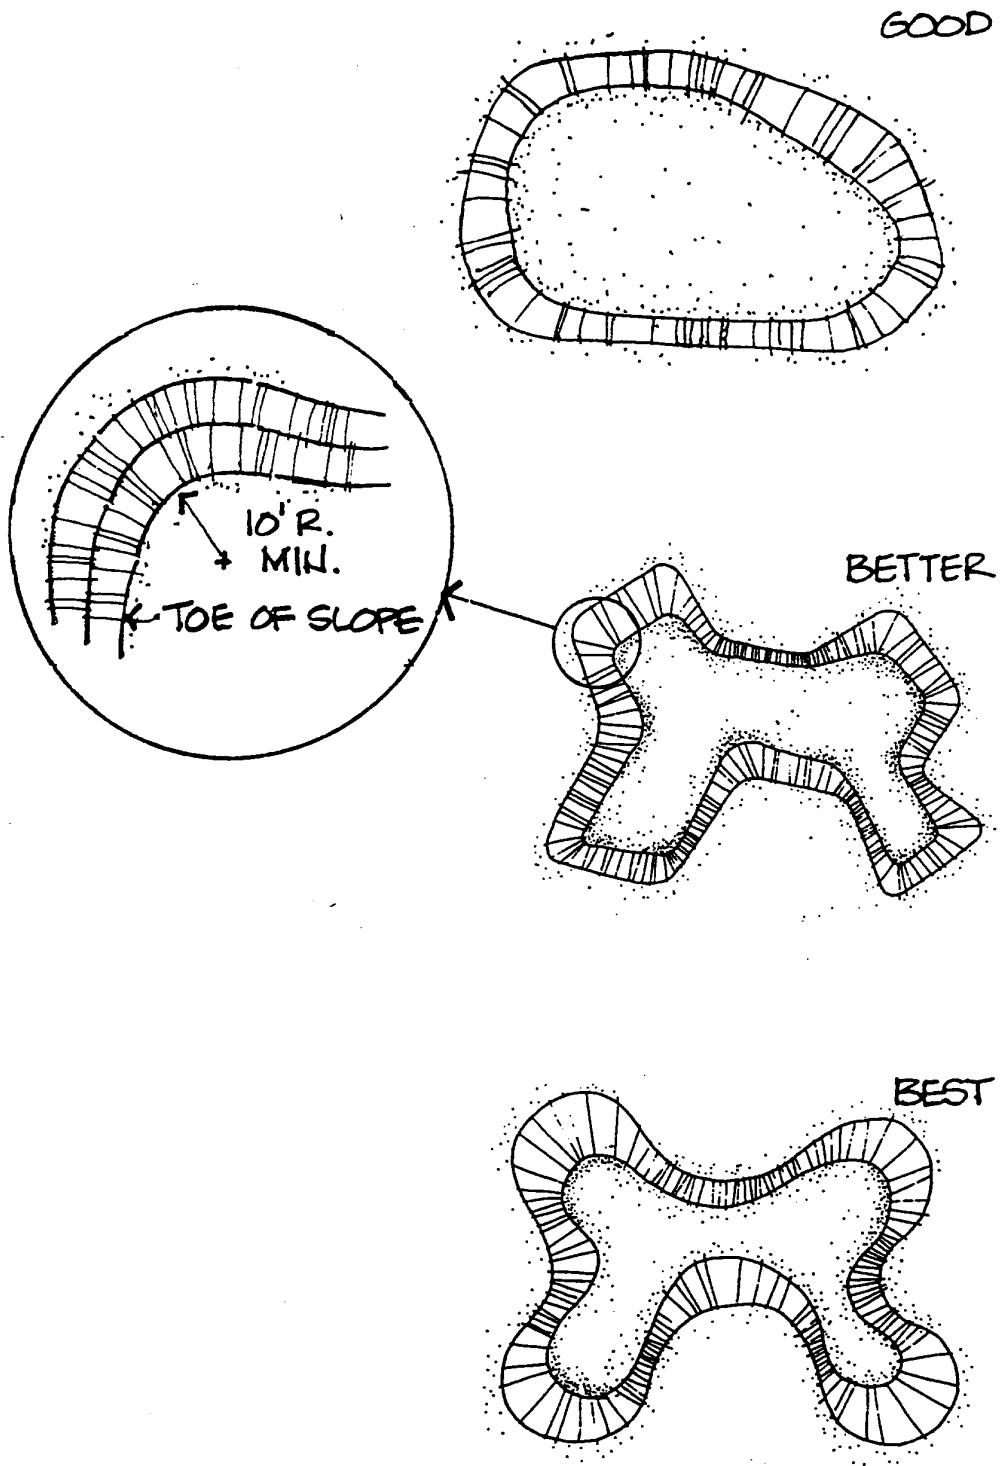 GOOD
10' R.
MIN.
TOE OF SLOPE
BETTER
BEST